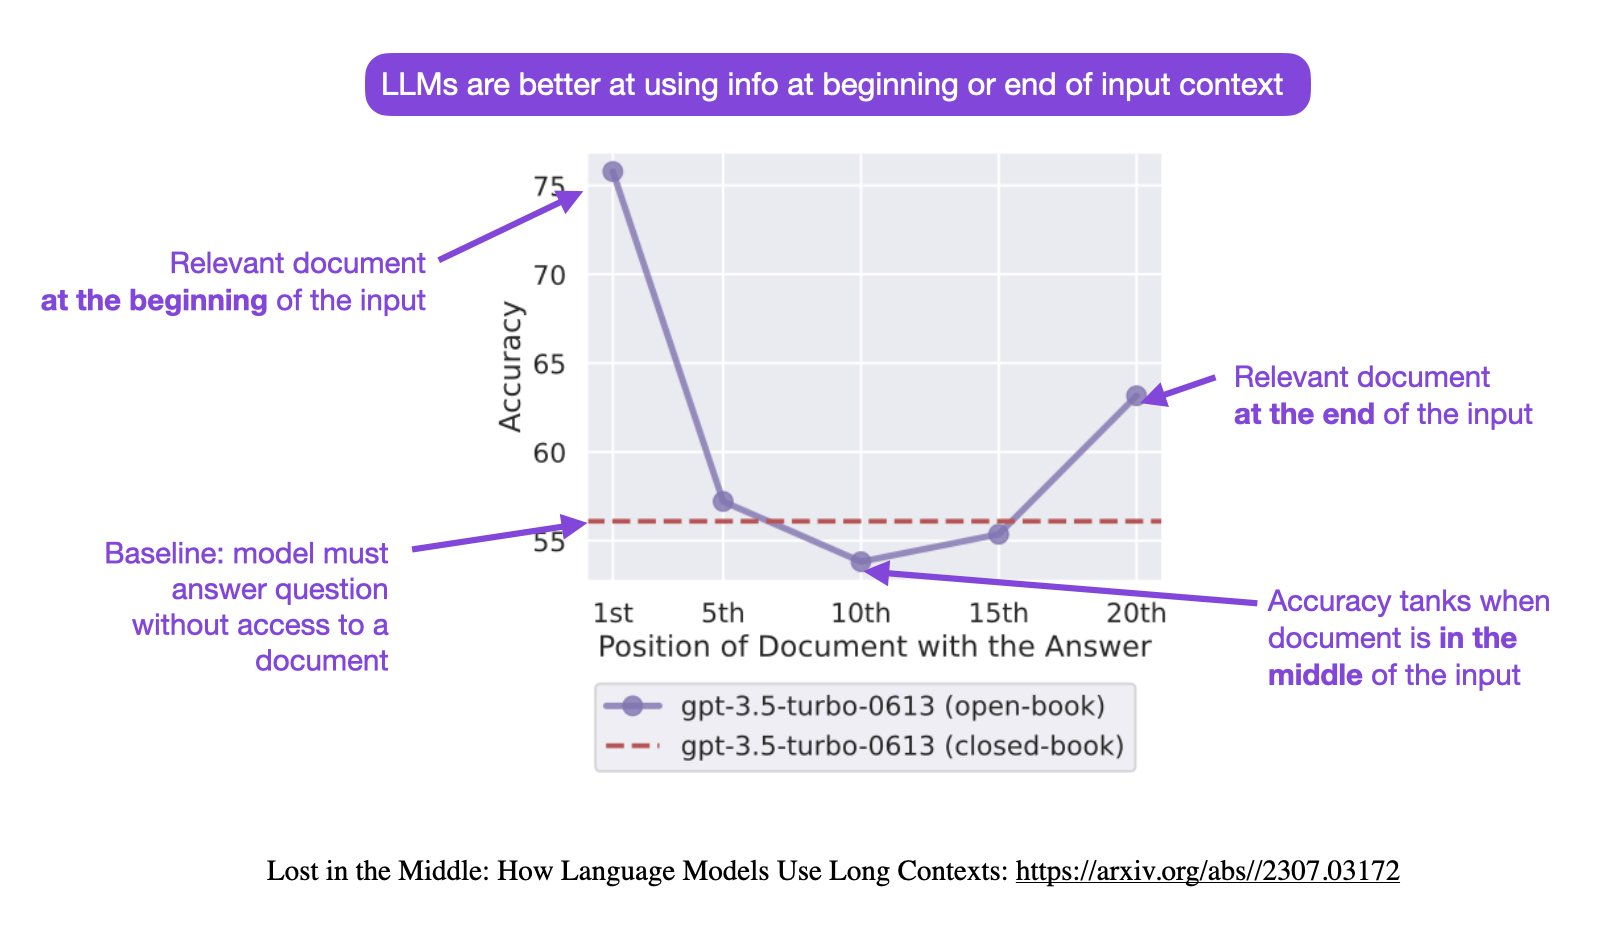 LLMs are better at using info at beginning or end of input context
75
70
65
60
55
Accuracy
Relevant document
at the beginning of the input
Baseline: model must
answer question
without access to a
document
Relevant document
at the end of the input
Accuracy tanks when
document is in the
middle of the input
1st 5th 10th 15th 20th
Position of Document with the Answer
gpt-3.5-turbo-0613 (open-book)
gpt-3.5-turbo-0613 (closed-book)
Lost in the Middle: How Language Models Use Long Contexts: https://arxiv.org/abs//2307.03172